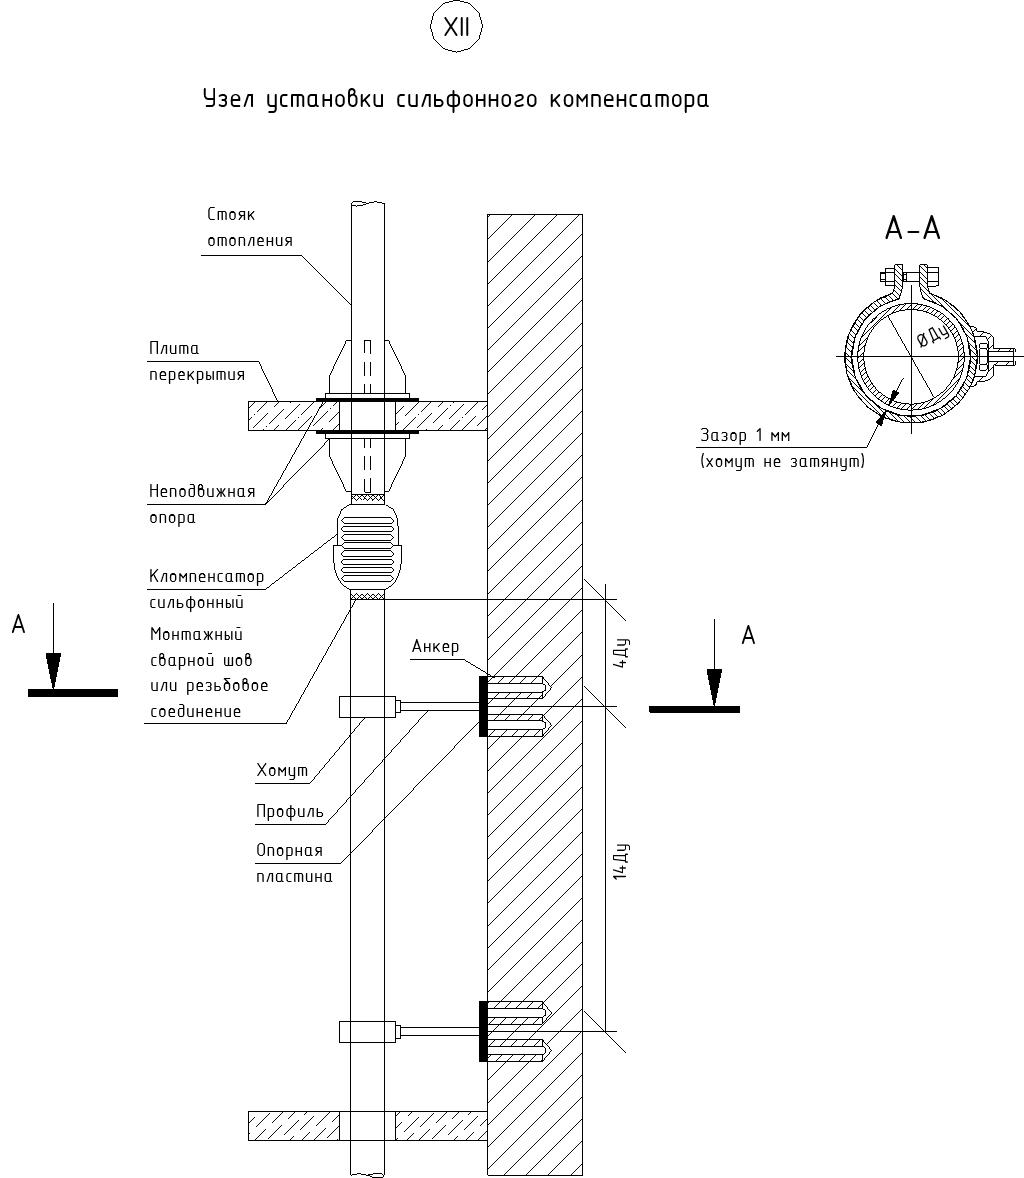 XII
Узел установки сильфонного компенсатора
Стояк
отопления
А-А
ØДу
Плита
перекрытия
Зазор 1 мм
(хомут не затянут)
Неподвижная
опора
Кломпенсатор
сильфонный
А
А
Монтажный
сварной шов
или резьбовое
соединение
Анкер
4Ду
Хомут
Профиль
Опорная
пластина
14Ду